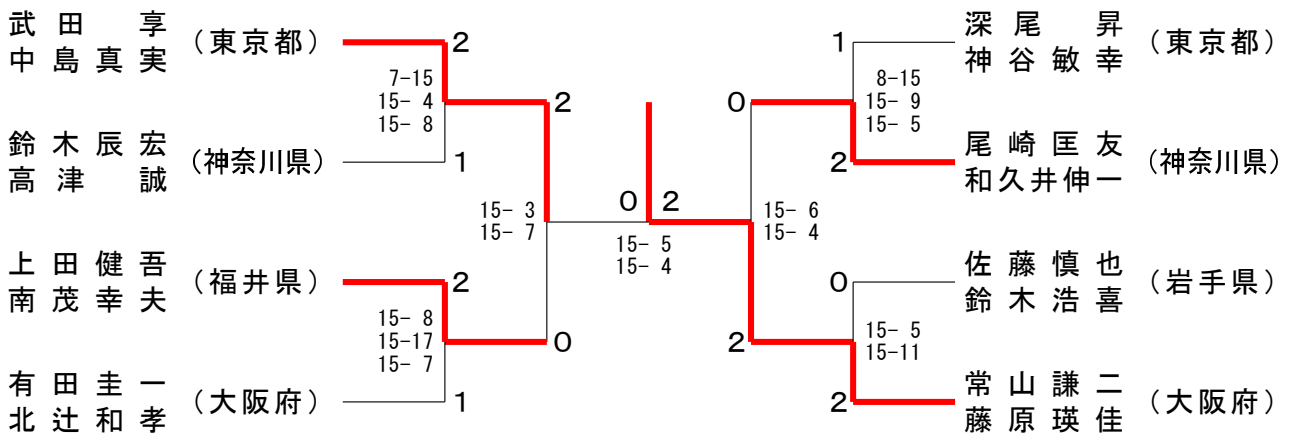 武田享
中島真実
（東京都）
2
7-15
15- 4
15- 8
鈴木辰宏
高津誠
（神奈川県）
1
2
15- 3
15- 7
上田健吾
南茂幸夫
（福井県）
2
15- 8
15-17
15- 7
0
有田圭一
北辻和孝
（大阪府）
1
0 2
15- 5
15- 4
深尾昇
神谷敏幸
（東京都）
1
8-15
15- 9
15- 5
0
尾崎匡友
和久井伸一
（神奈川県）
2
15- 6
15- 4
佐藤慎也
鈴木浩喜
（岩手県）
0
15- 5
15-11
2
常山謙二
藤原瑛佳
（大阪府）
2